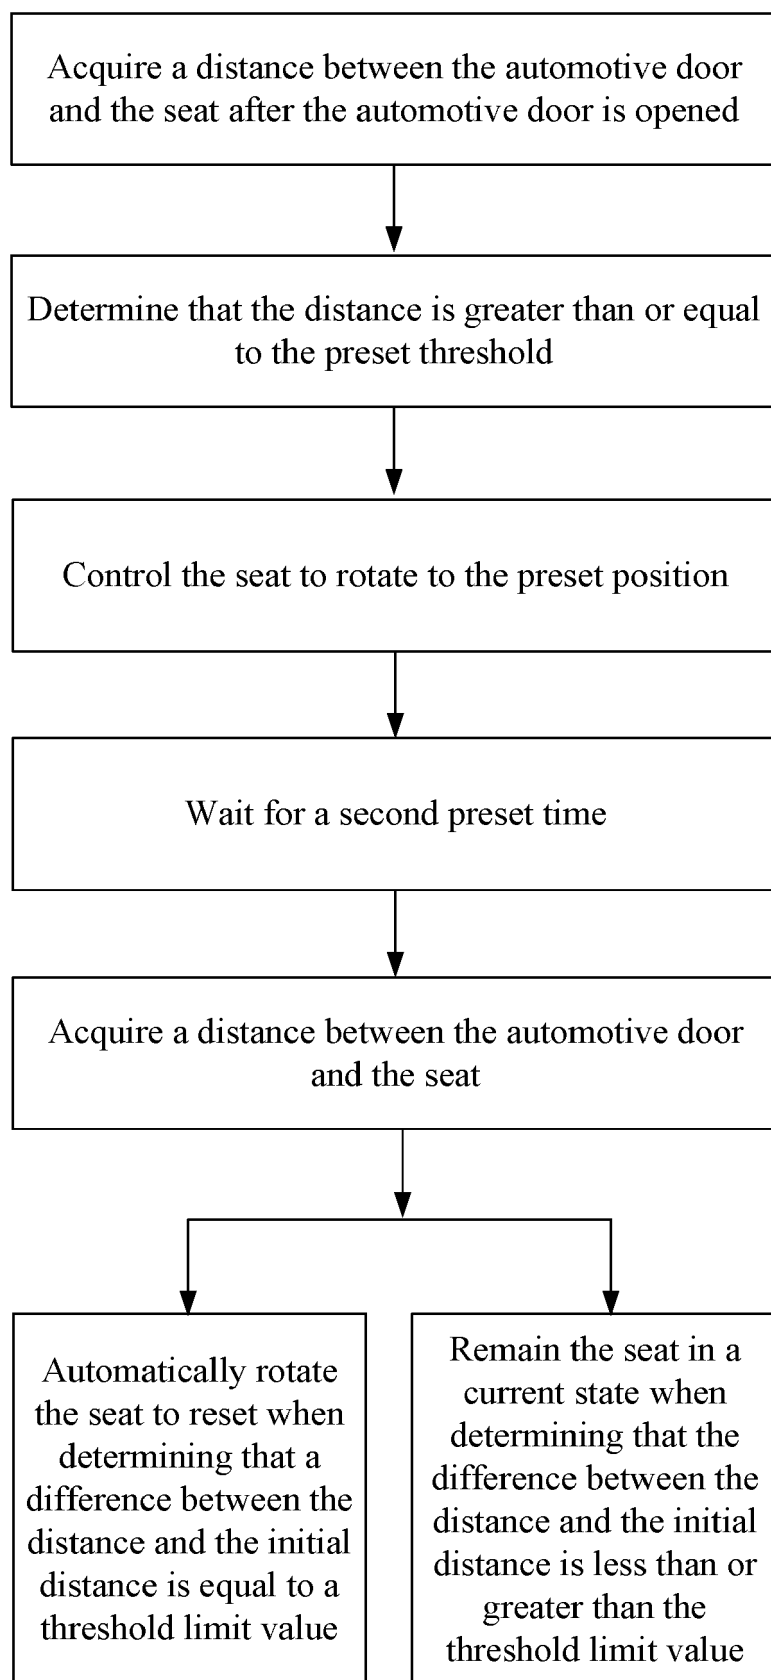 Acquire a distance between the automotive door
and the seat after the automotive door is opened
Determine that the distance is greater than or equal
to the preset threshold
Control the seat to rotate to the preset position
Wait for a second preset time
Acquire a distance between the automotive door
and the seat
Automatically rotate
the seat to reset when
determining that a
difference between the
distance and the initial
distance is equal to a
threshold limit value
Remain the seat in a
current state when
determining that the
difference between the
distance and the initial
distance is less than or
greater than the
threshold limit value